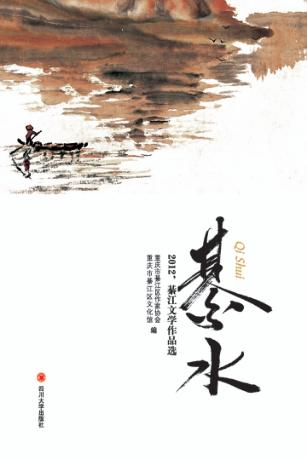 綦水
Qi Shui
2012，綦江文学作品选
重庆市綦江区作家协会
重庆市綦江区文化馆 编
四川大学出版社